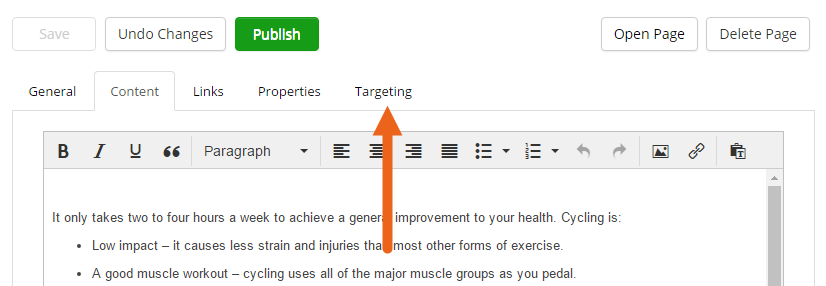 Save Undo Changes Publish Open Page Delete Page
General Content Links Properties Targeting
B I U Paragraph
It only takes two to four hours a week to achieve a general improvement to your health. Cycling is:
• Low impact – it causes less strain and injuries than most other forms of exercise.
• A good muscle workout – cycling uses all of the major muscle groups as you pedal.